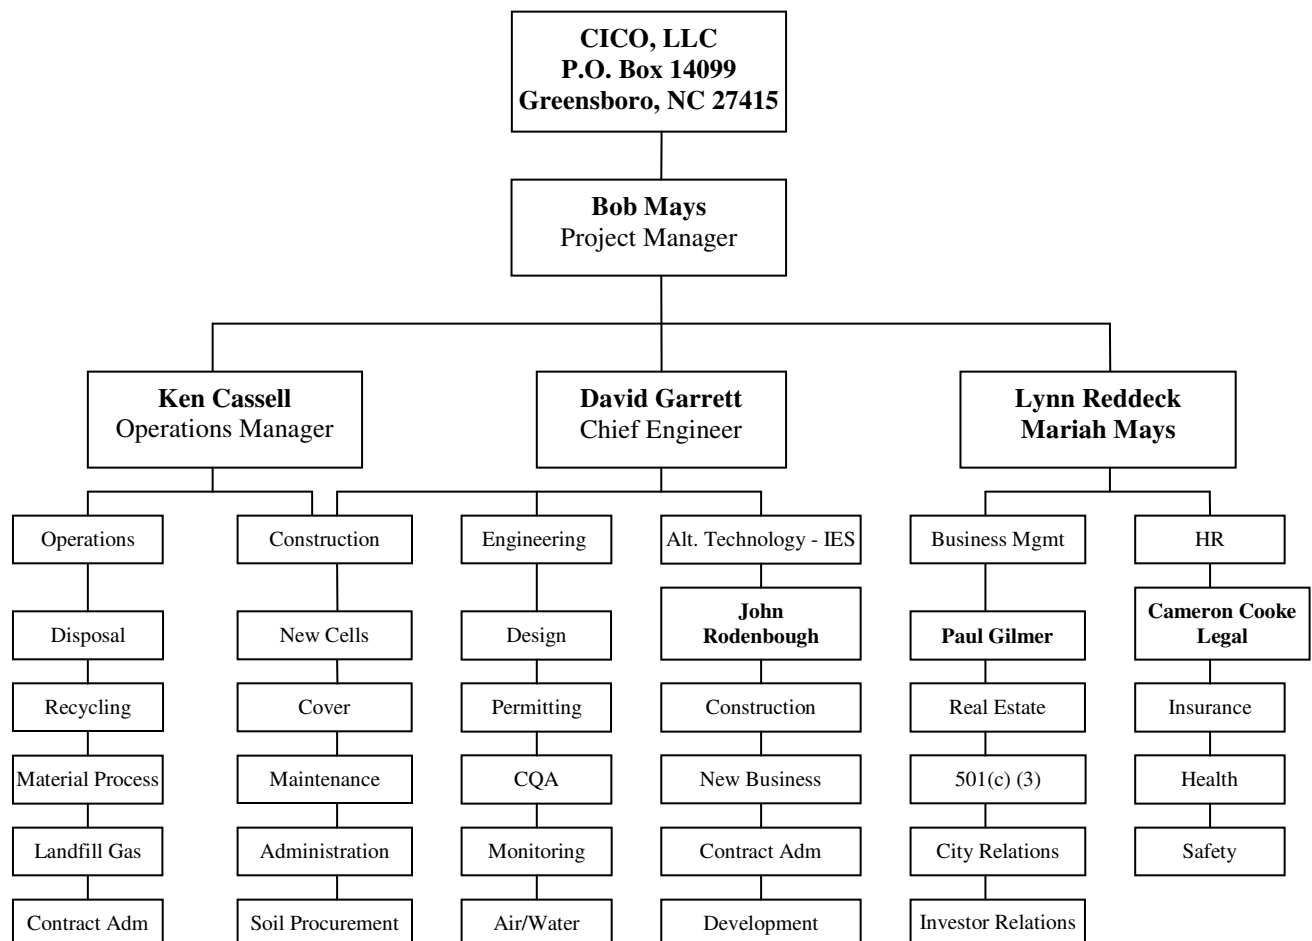 CICO, LLC
P.O. Box 14099
Greensboro, NC 27415
Bob Mays
Project Manager
Ken Cassell
Operations Manager
David Garrett
Chief Engineer
Lynn Reddeck
Mariah Mays
Operations
Construction
Engineering
Alt. Technology - IES
Business Mgmt
HR
Disposal
New Cells
Design
John
Rodenbough
Paul Gilmer
Cameron Cooke
Legal
Recycling
Cover
Permitting
Construction
Real Estate
Insurance
Material Process
Maintenance
CQA
New Business
501(c) (3)
Health
Landfill Gas
Administration
Monitoring
Contract Adm
City Relations
Safety
Contract Adm
Soil Procurement
Air/Water
Development
Investor Relations